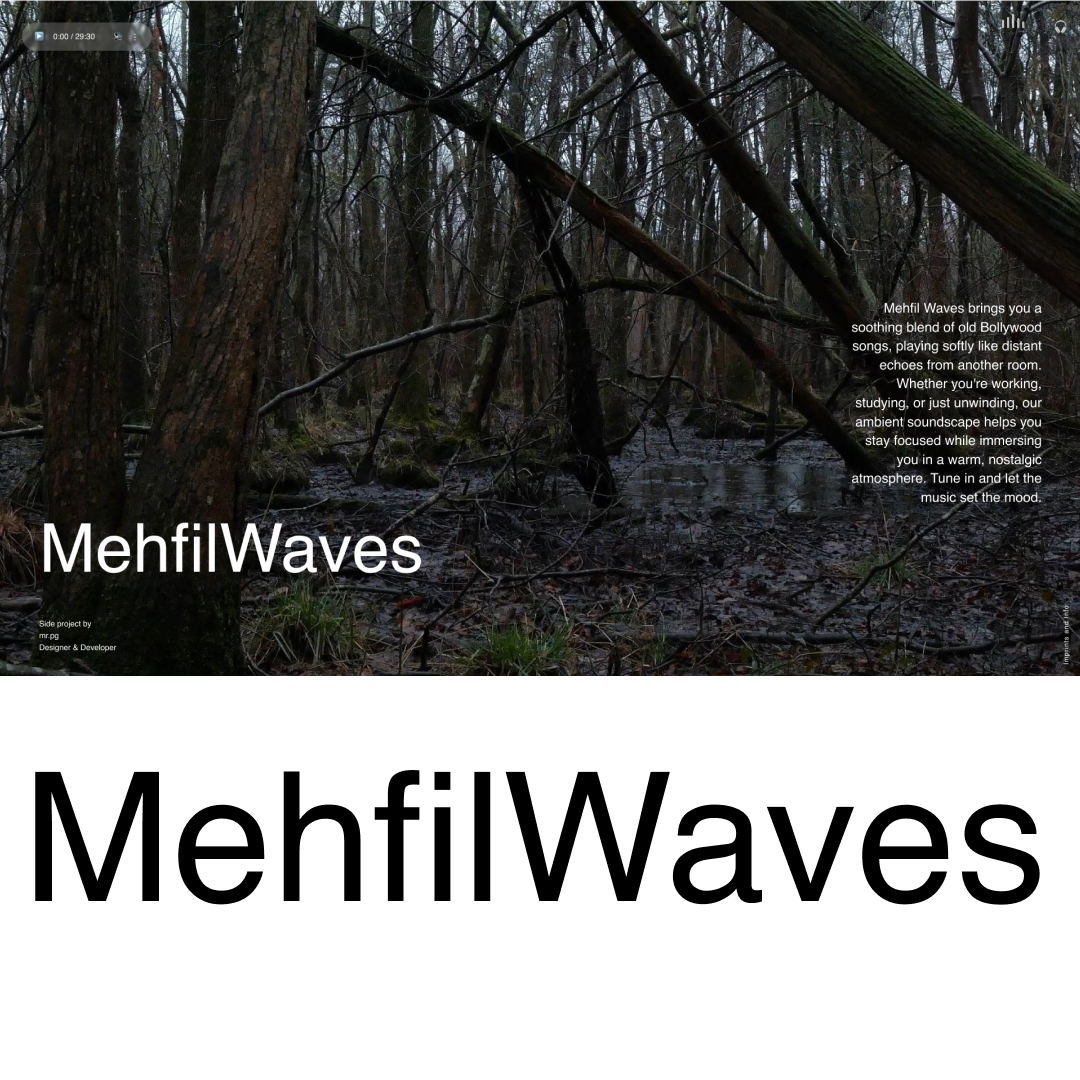 0:00 / 29:30
Mehfil Waves brings you a
soothing blend of old Bollywood
songs, playing softly like distant
echoes from another room.
Whether you're working,
studying, or just unwinding, our
ambient soundscape helps you
stay focused while immersing
you in a warm, nostalgic
atmosphere. Tune in and let the
music set the mood.
MehfilWaves
Side project by
mr.pg
Designer & Developer
Imprints and Info
MehfilWaves